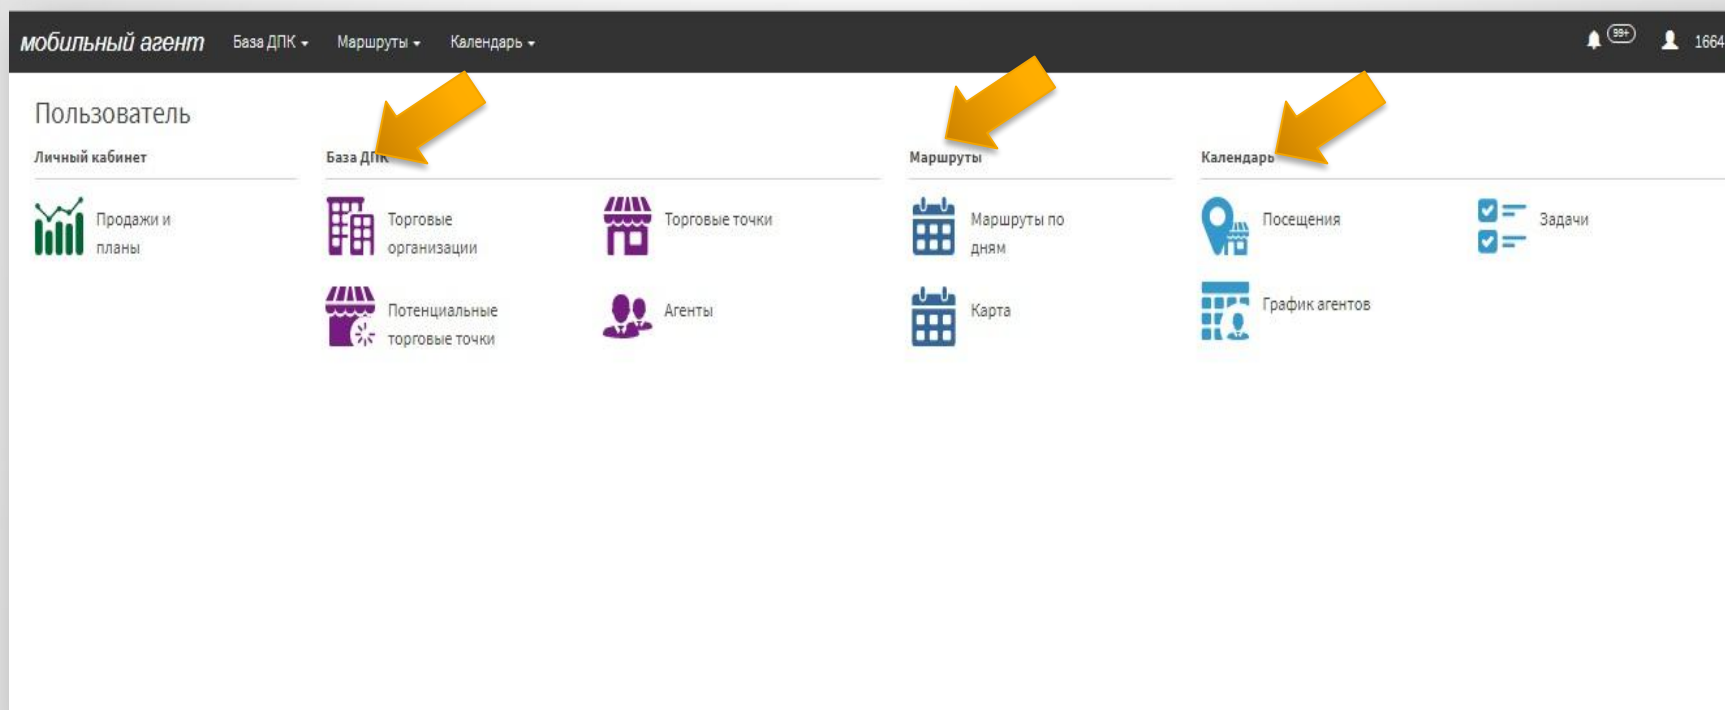 мобильный агент База ДПК Маршруты Календарь 99+ 1664
Пользователь
Личный кабинет
Продажи и
планы
База ДПК
Торговые
организации
Торговые точки
Потенциальные
торговые точки
Агенты
Маршруты
Маршруты по
дням
Карта
Календарь
Посещения
Задачи
График агентов